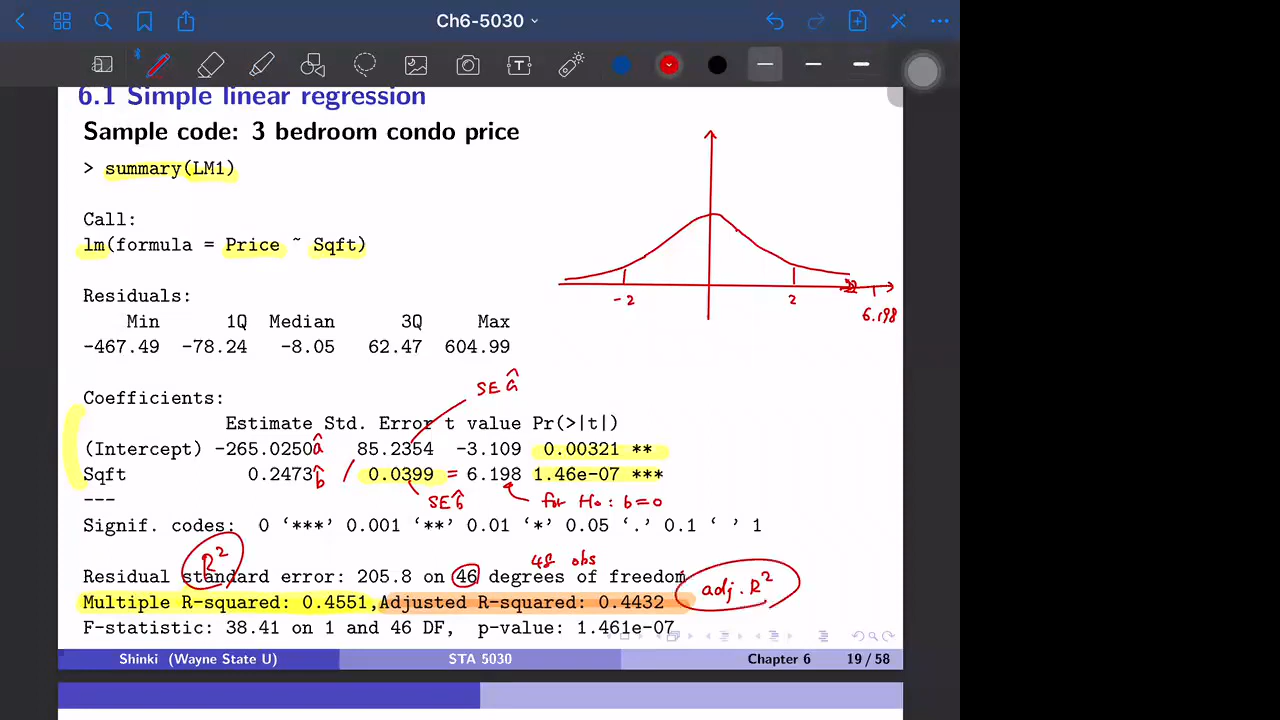 Ch6-5030
6.1 Simple linear regression
Sample code: 3 bedroom condo price
> summary(LM1)
Call:
lm(formula = Price ~ Sqft)
-2
2
6.198
Residuals:
Min 1Q Median 3Q Max
-467.49 -78.24 -8.05 62.47 604.99
SE â
Coefficients:
Estimate Std. Error t value Pr(>|t|)
(Intercept) -265.0250 â 85.2354 -3.109 0.00321 **
Sqft 0.2473 b̂ / 0.0399 = 6.198 1.46e-07 ***
SE b̂ for H₀: b=0
---
Signif. codes: 0 ‘***’ 0.001 ‘**’ 0.01 ‘*’ 0.05 ‘.’ 0.1 ‘ ’ 1
R² 48 obs
Residual standard error: 205.8 on 46 degrees of freedom
adj. R²
Multiple R-squared: 0.4551, Adjusted R-squared: 0.4432
F-statistic: 38.41 on 1 and 46 DF, p-value: 1.461e-07
Shinki (Wayne State U) STA 5030 Chapter 6 19 / 58